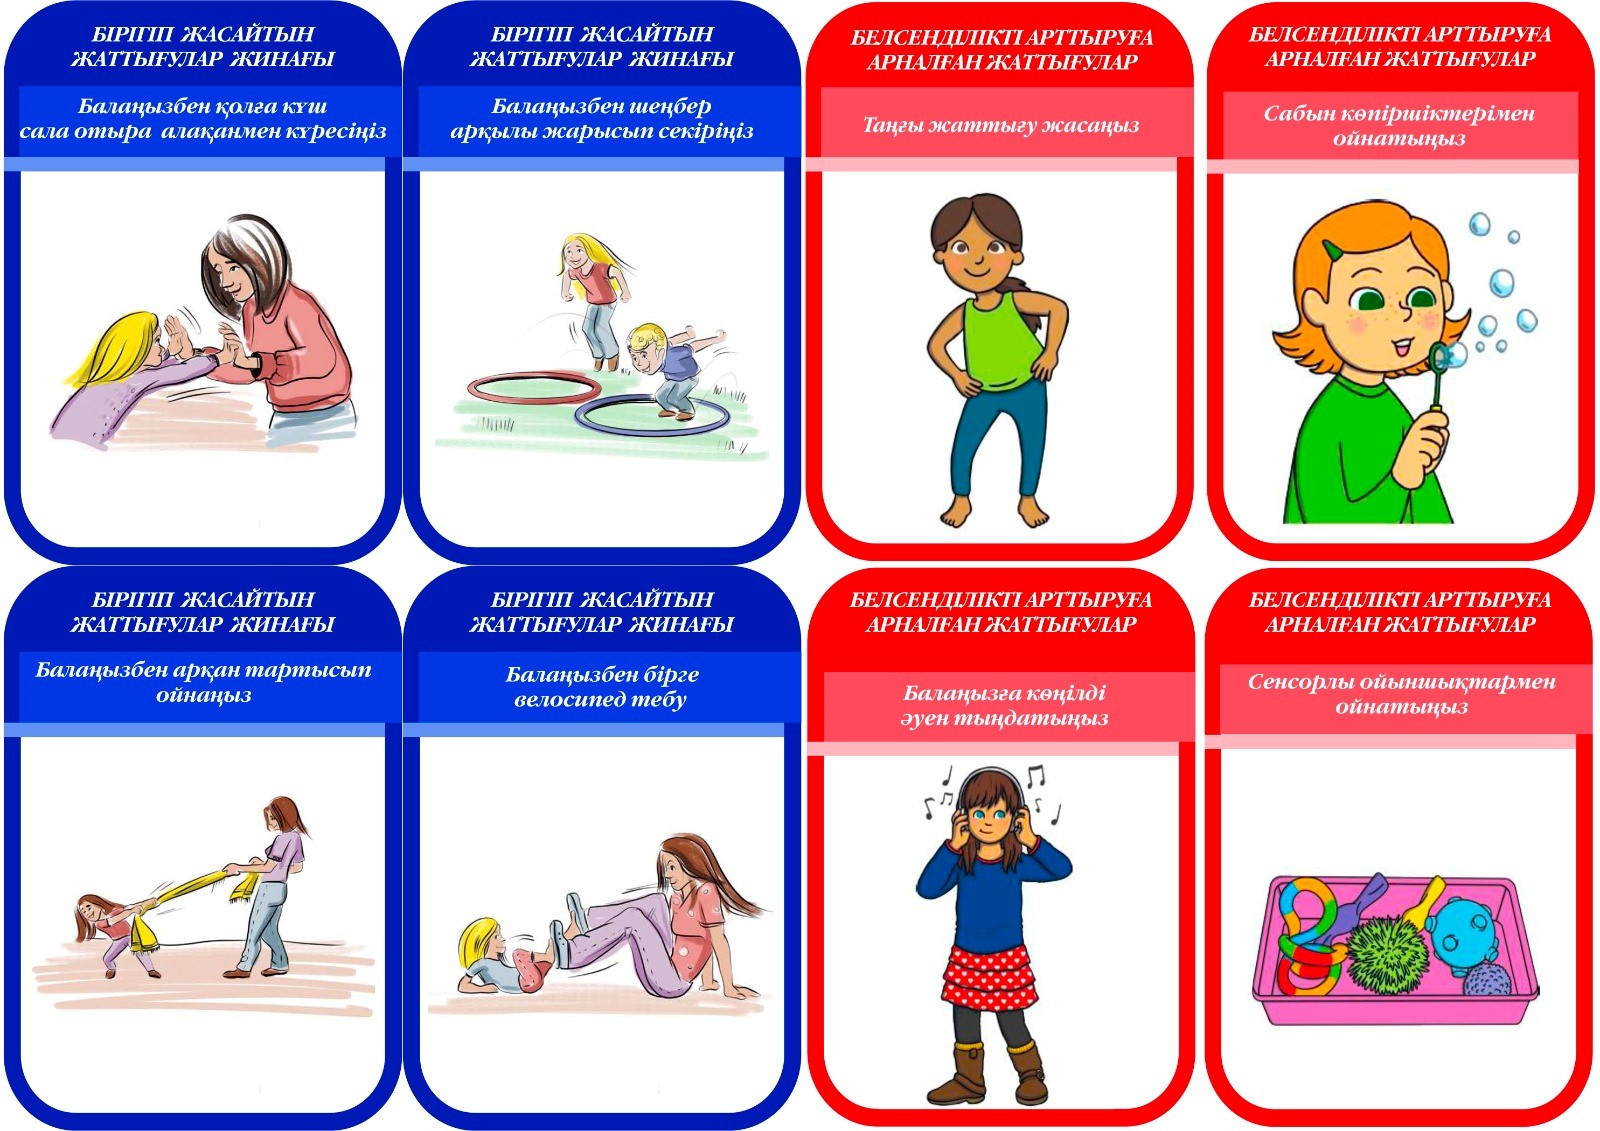 БІРІГІП ЖАСАЙТЫН
ЖАТТЫҒУЛАР ЖИНАҒЫ
Балаңызбен қолға күш
сала отыра алақанмен күресіңіз
БІРІГІП ЖАСАЙТЫН
ЖАТТЫҒУЛАР ЖИНАҒЫ
Балаңызбен шеңбер
арқылы жарысып секіріңіз
БЕЛСЕНДІЛІКТІ АРТТЫРУҒА
АРНАЛҒАН ЖАТТЫҒУЛАР
Таңғы жаттығу жасаңыз
БЕЛСЕНДІЛІКТІ АРТТЫРУҒА
АРНАЛҒАН ЖАТТЫҒУЛАР
Сабын көпіршіктерімен
ойнатыңыз
БІРІГІП ЖАСАЙТЫН
ЖАТТЫҒУЛАР ЖИНАҒЫ
Балаңызбен арқан тартысып
ойнаңыз
БІРІГІП ЖАСАЙТЫН
ЖАТТЫҒУЛАР ЖИНАҒЫ
Балаңызбен бірге
велосипед тебу
БЕЛСЕНДІЛІКТІ АРТТЫРУҒА
АРНАЛҒАН ЖАТТЫҒУЛАР
Балаңызға көңілді
әуен тыңдатыңыз
БЕЛСЕНДІЛІКТІ АРТТЫРУҒА
АРНАЛҒАН ЖАТТЫҒУЛАР
Сенсорлы ойыншықтармен
ойнатыңыз